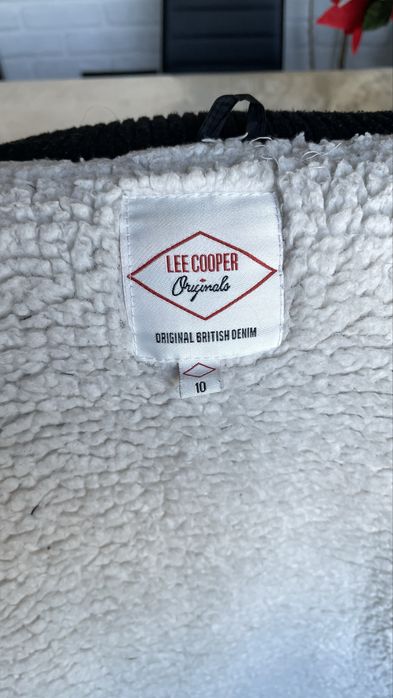 LEE COOPER
Originals
ORIGINAL BRITISH DENIM
10